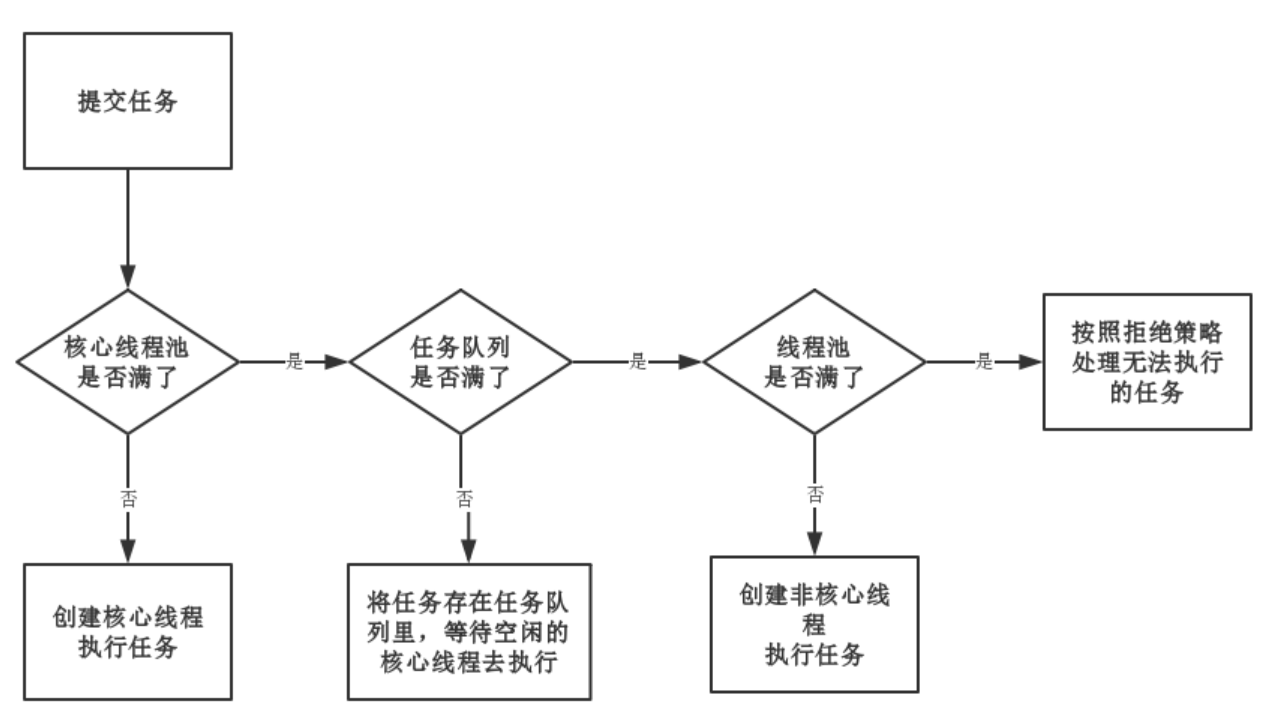 提交任务
核心线程池
是否满了
是
任务队列
是否满了
是
线程池
是否满了
是
按照拒绝策略
处理无法执行
的任务
否
否
否
创建核心线程
执行任务
将任务存在任务队
列里，等待空闲的
核心线程去执行
创建非核心线
程
执行任务